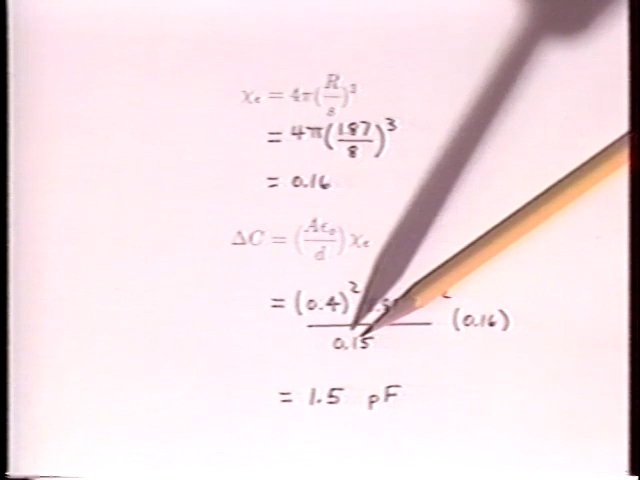 χₑ = 4π(R/s)³
= 4π(1.87/8)³
= 0.16
ΔC = (Aϵ₀/d)χₑ
= (0.4)² / 0.15 (0.16)
= 1.5 pF